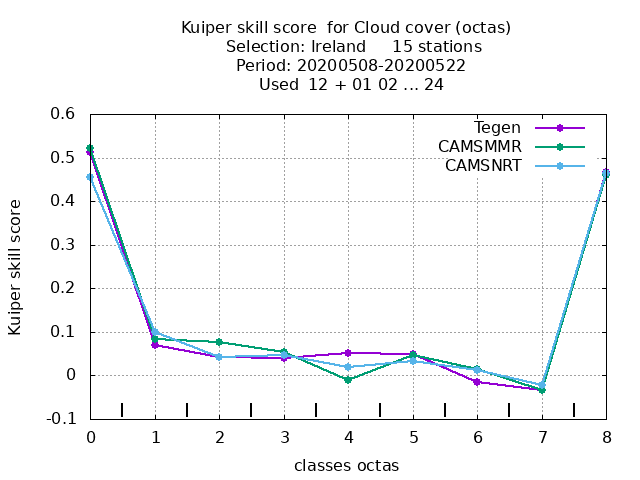 Kuiper skill score  for Cloud cover (octas)
Selection: Ireland     15 stations
Period: 20200508-20200522
Used  12 + 01 02 ... 24
Tegen
CAMSMMR
CAMSNRT
Kuiper skill score
0.6
0.5
0.4
0.3
0.2
0.1
0
-0.1
0 1 2 3 4 5 6 7 8
classes octas